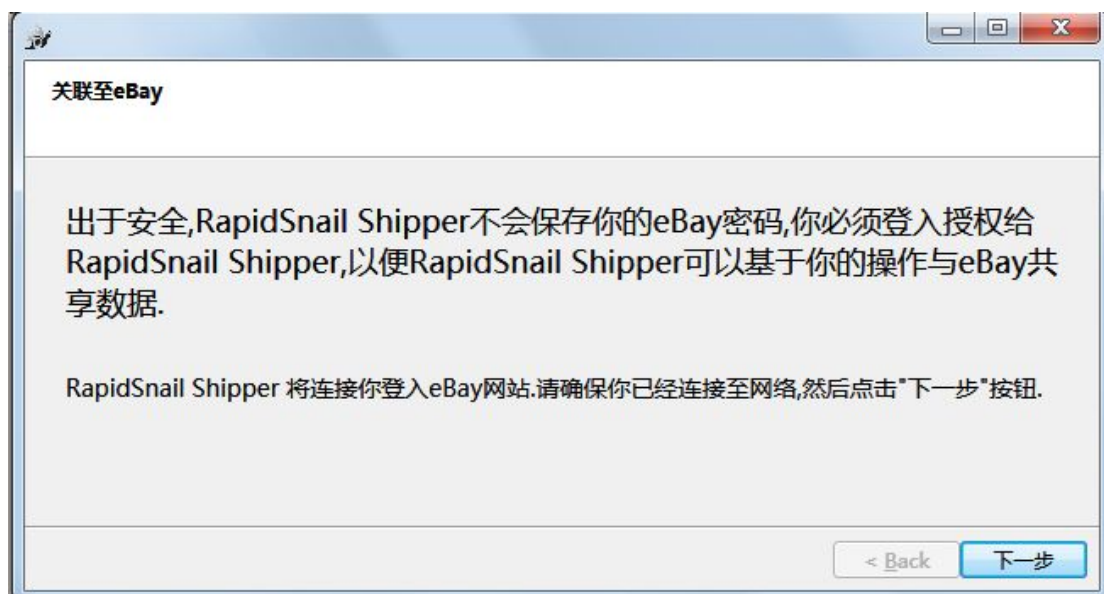 关联至eBay
出于安全,RapidSnail Shipper不会保存你的eBay密码,你必须登入授权给
RapidSnail Shipper,以便RapidSnail Shipper可以基于你的操作与eBay共
享数据.
RapidSnail Shipper 将连接你登入eBay网站.请确保你已经连接至网络,然后点击"下一步"按钮.
< Back 下一步